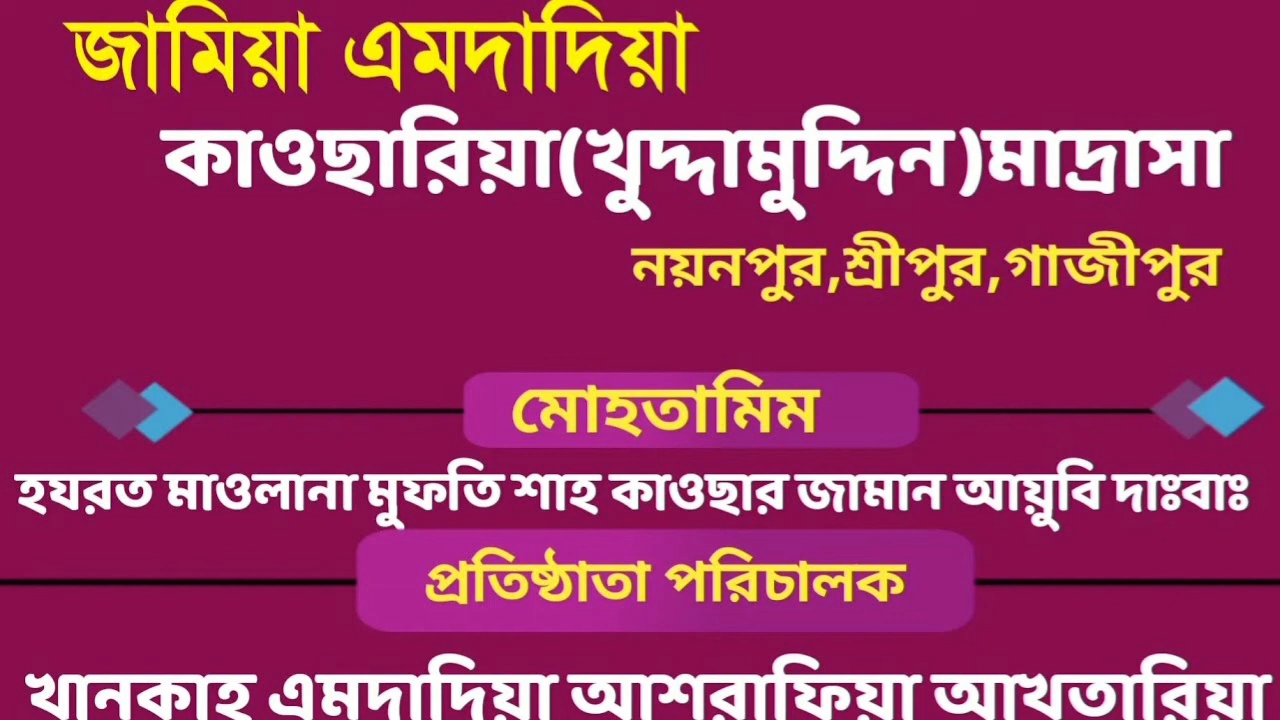 জামিয়া এমদাদিয়া
কাওছারিয়া(খুদ্দামুদ্দিন)মাদ্রাসা
নয়নপুর,শ্রীপুর,গাজীপুর
মোহতামিম
হযরত মাওলানা মুফতি শাহ কাওছার জামান আয়ুবি দাঃবাঃ
প্রতিষ্ঠাতা পরিচালক
খানকাহ এমদাদিয়া আশরাফিয়া আখতারিয়া